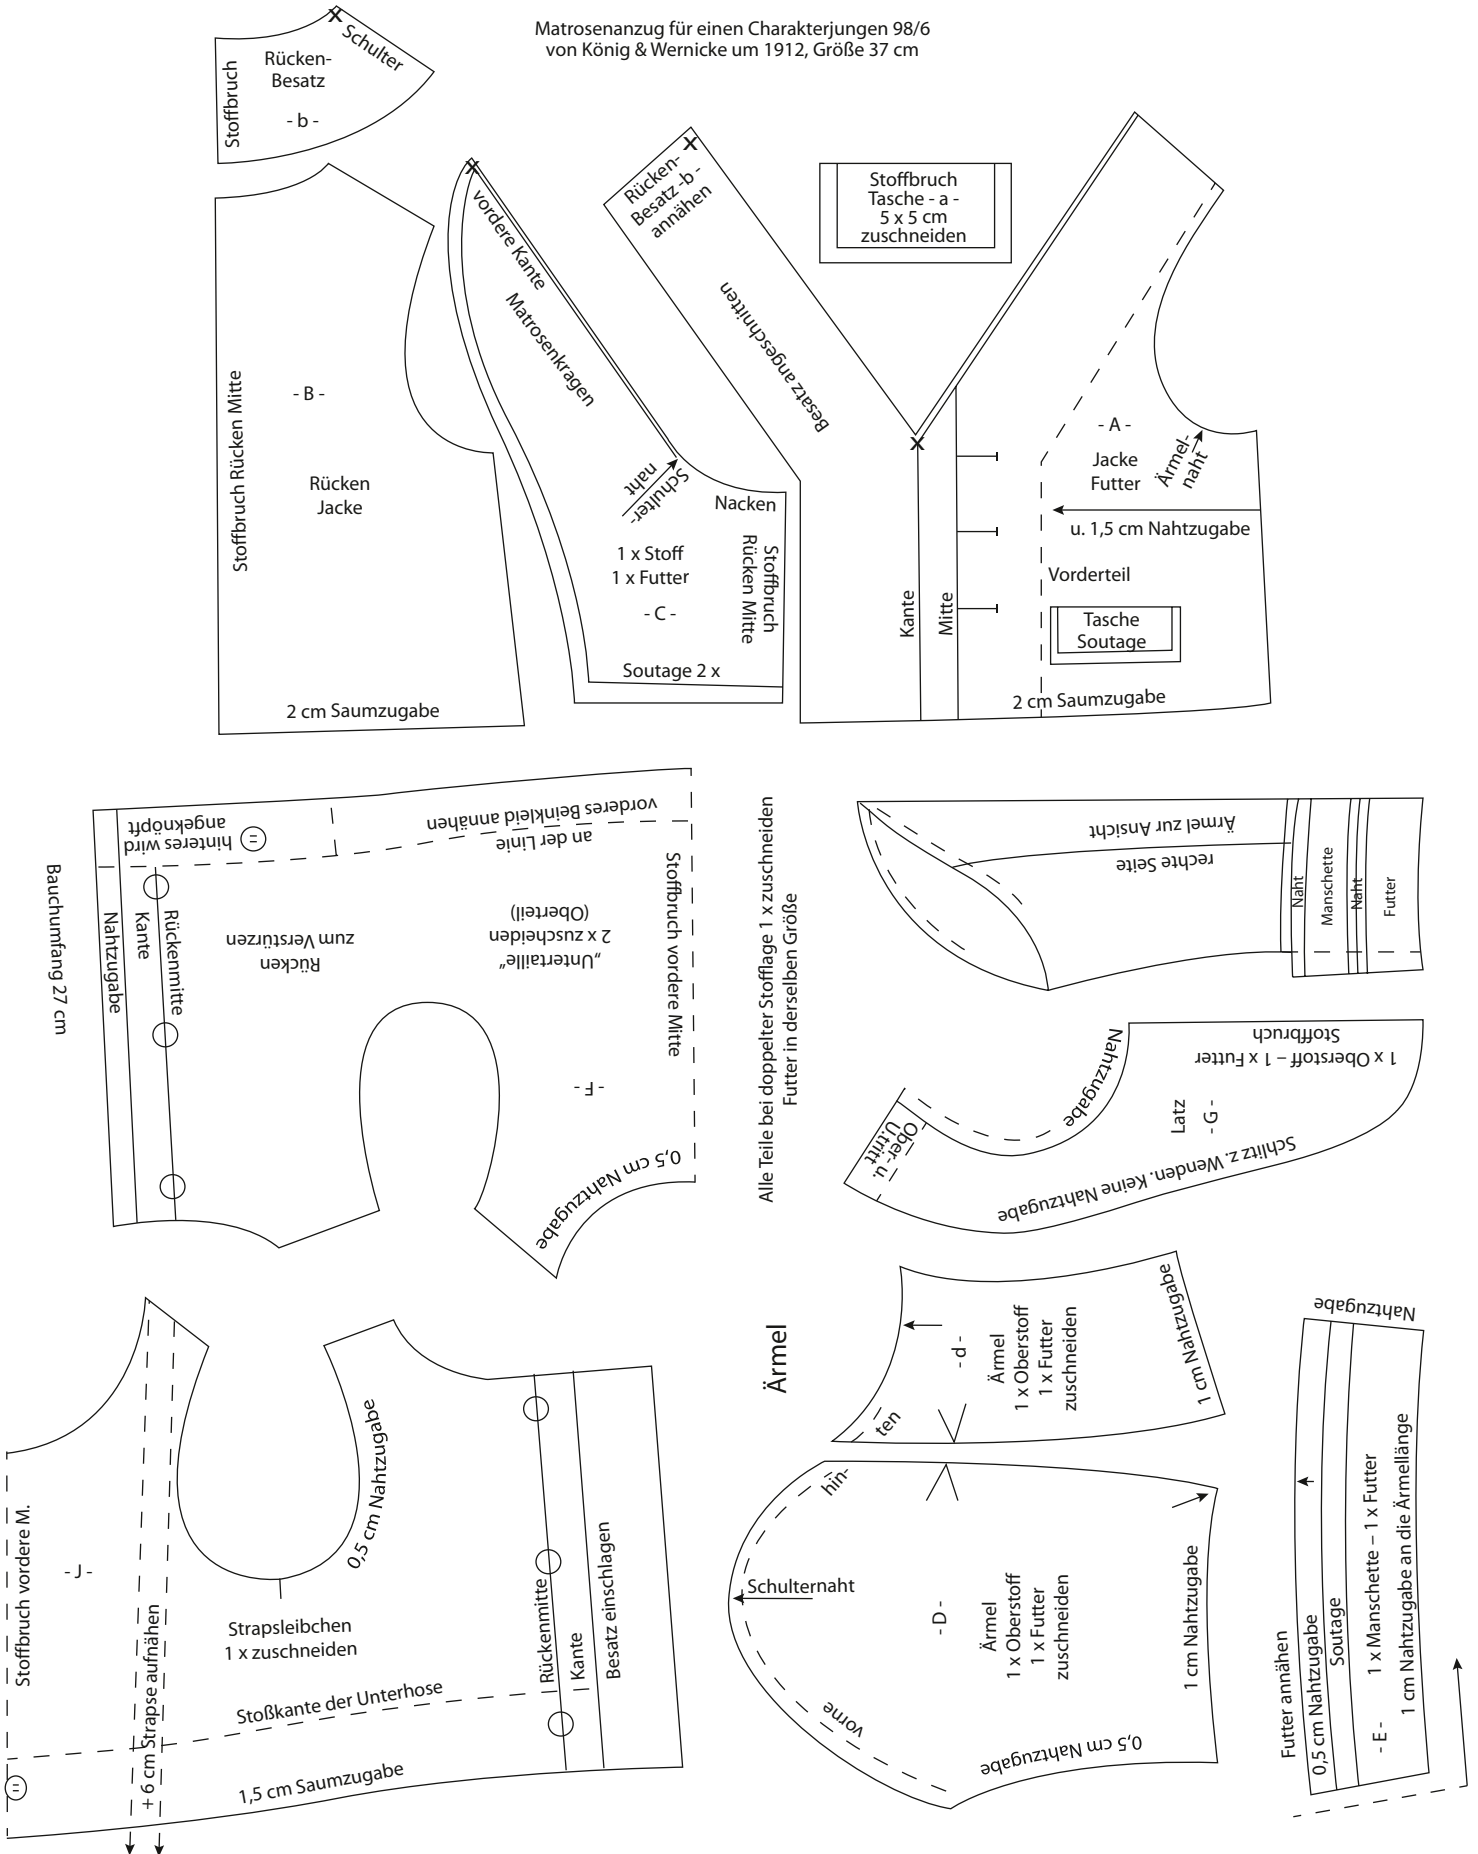 Matrosenanzug für einen Charakterjungen 98/6
von König & Wernicke um 1912, Größe 37 cm
X
Schulter
Rücken-
Besatz
- b -
Stoffbruch
Stoffbruch Rücken Mitte
- B -
Rücken
Jacke
2 cm Saumzugabe
X
vordere Kante
Matrosenkragen
Schulter-
naht
Nacken
1 x Stoff
1 x Futter
- C -
Stoffbruch
Rücken Mitte
Soutage 2 x
X
Rücken-
Besatz -b -
annähen
Besatz angeschnitten
Stoffbruch
Tasche - a -
5 x 5 cm
zuschneiden
X
- A -
Jacke
Futter
Ärmel-
naht
u. 1,5 cm Nahtzugabe
Vorderteil
Kante
Mitte
Tasche
Soutage
2 cm Saumzugabe
Bauchumfang 27 cm
hinteres wird
angeknöpft
vorderes Beinkleid annähen
an der Linie
Nahtzugabe
Kante
Rückenmitte
Rücken
zum Verstürzen
„Untertaille“
2 x zuscheiden
(Oberteil)
Stoffbruch vordere Mitte
- F -
0,5 cm Nahtzugabe
Alle Teile bei doppelter Stofflage 1 x zuschneiden
Futter in derselben Größe
Ärmel zur Ansicht
rechte Seite
Naht
Manschette
Naht
Futter
Nahtzugabe
1 x Oberstoff – 1 x Futter
Stoffbruch
Latz
- G -
Ober- u.
U.tritt
Schlitz z. Wenden. Keine Nahtzugabe
Stoffbruch vordere M.
- J -
+ 6 cm Strapse aufnähen
0,5 cm Nahtzugabe
Strapsleibchen
1 x zuschneiden
Stoßkante der Unterhose
1,5 cm Saumzugabe
Rückenmitte
Kante
Besatz einschlagen
Ärmel
- d -
Ärmel
1 x Oberstoff
1 x Futter
zuschneiden
1 cm Nahtzugabe
ten
hin-
Schulternaht
- D -
Ärmel
1 x Oberstoff
1 x Futter
zuschneiden
1 cm Nahtzugabe
vorne
0,5 cm Nahtzugabe
Nahtzugabe
Futter annähen
0,5 cm Nahtzugabe
Soutage
- E -
1 x Manschette – 1 x Futter
1 cm Nahtzugabe an die Ärmellänge